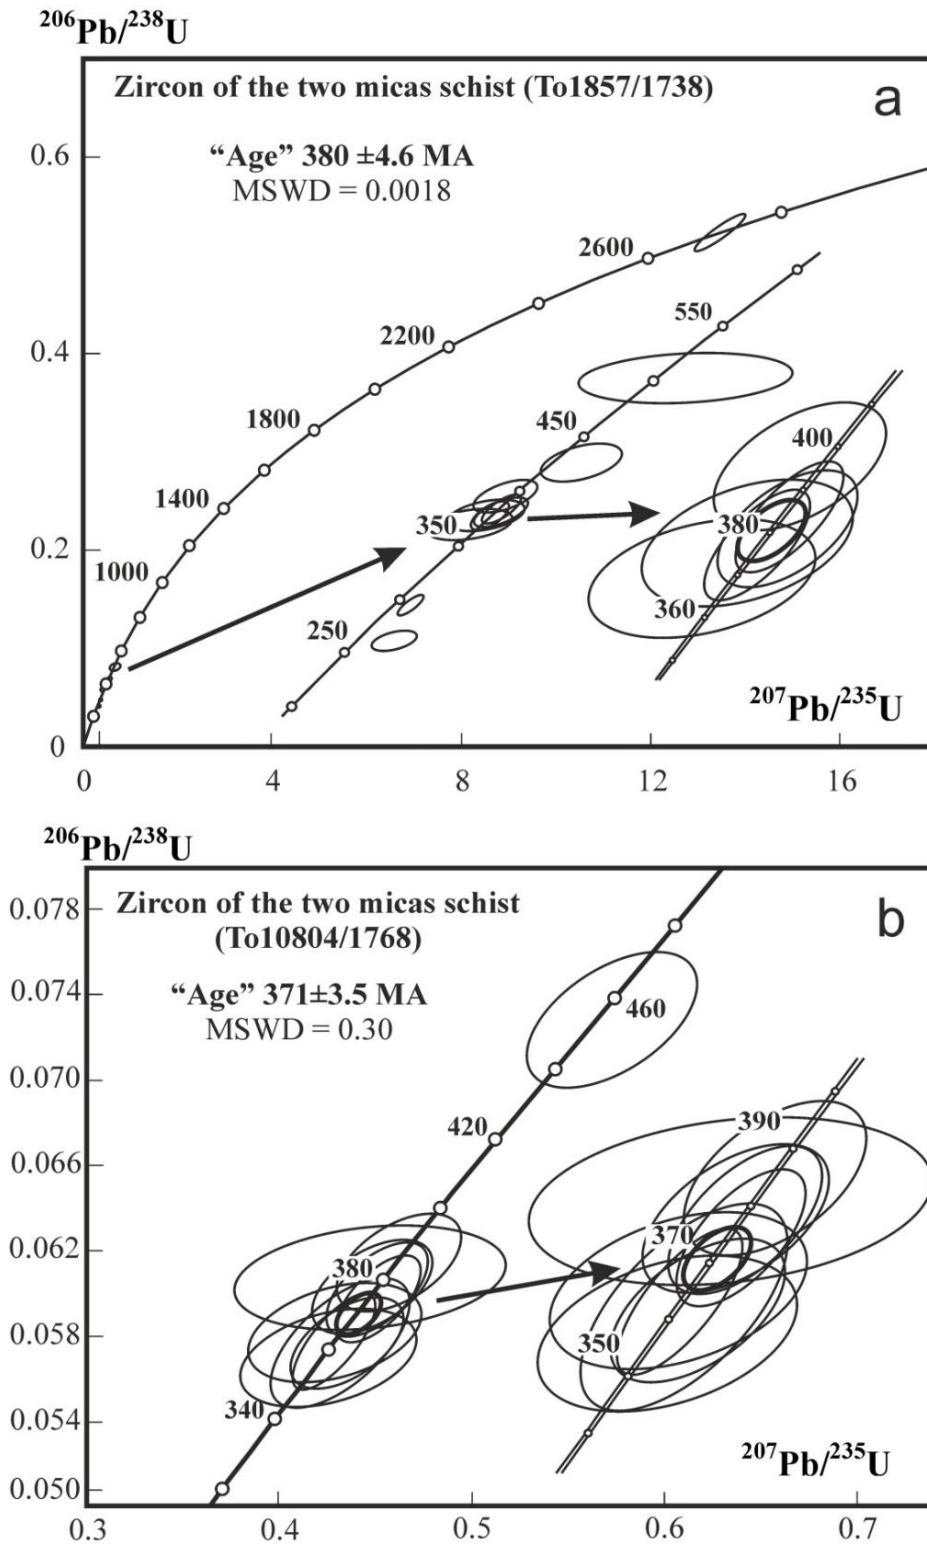 ²⁰⁶Pb/²³⁸U
Zircon of the two micas schist (To1857/1738)
a
“Age” 380 ±4.6 MA
MSWD = 0.0018
0.6
0.4
0.2
0
2600
2200
1800
1400
1000
550
450
350
250
400
380
360
²⁰⁷Pb/²³⁵U
0 4 8 12 16
²⁰⁶Pb/²³⁸U
Zircon of the two micas schist
(To10804/1768)
b
“Age” 371±3.5 MA
MSWD = 0.30
0.078
0.074
0.070
0.066
0.062
0.058
0.054
0.050
460
420
380
340
390
370
350
²⁰⁷Pb/²³⁵U
0.3 0.4 0.5 0.6 0.7